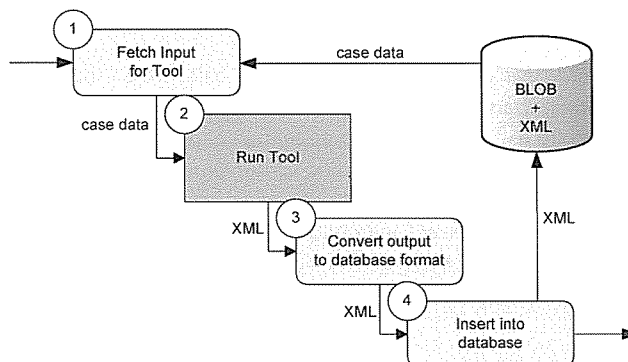 1
Fetch Input
for Tool
case data
BLOB
+
XML
case data
2
Run Tool
XML
3
Convert output
to database format
XML
XML
4
Insert into
database